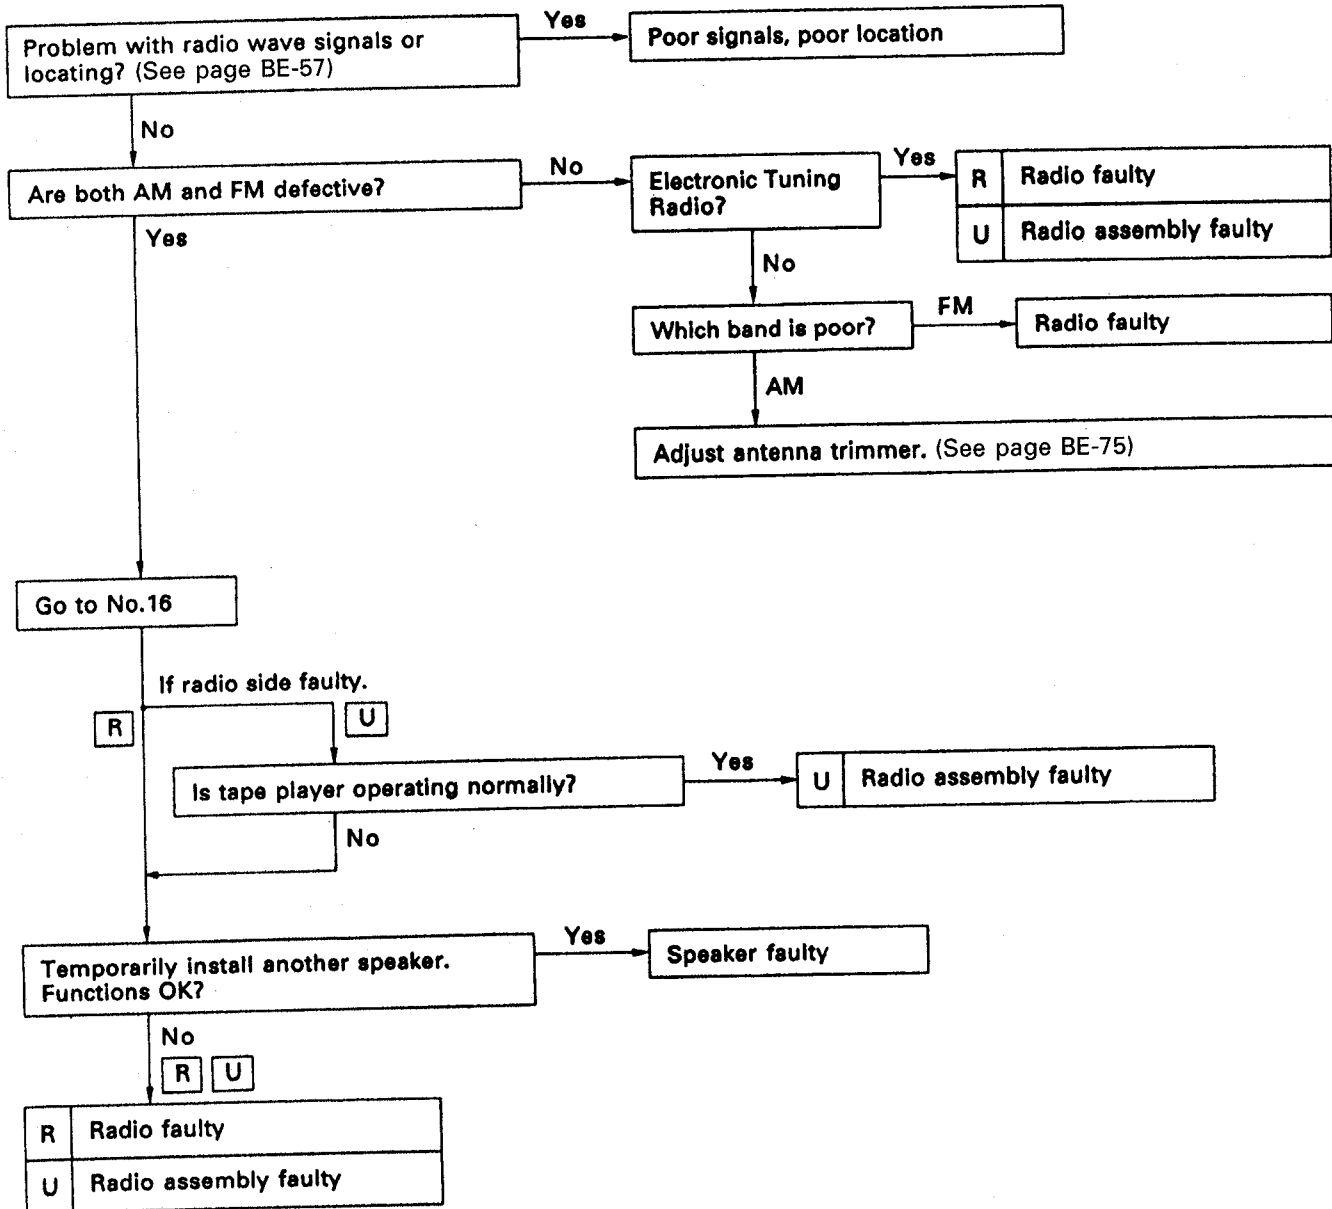 Problem with radio wave signals or
locating? (See page BE-57)
Yes
Poor signals, poor location
No
Are both AM and FM defective?
No
Electronic Tuning
Radio?
Yes
R Radio faulty
U Radio assembly faulty
Yes
No
Which band is poor?
FM
Radio faulty
AM
Adjust antenna trimmer. (See page BE-75)
Go to No.16
If radio side faulty.
R
U
Is tape player operating normally?
Yes
U Radio assembly faulty
No
Temporarily install another speaker.
Functions OK?
Yes
Speaker faulty
No
R U
R Radio faulty
U Radio assembly faulty